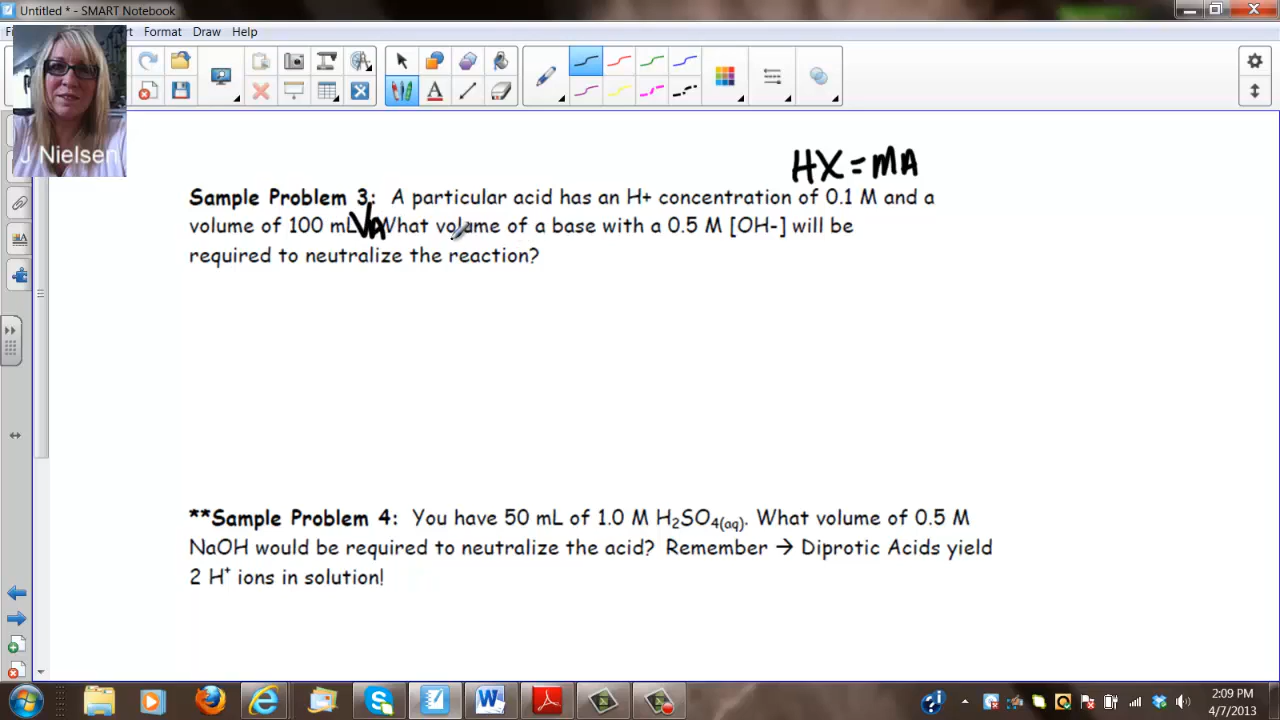 Untitled * - SMART Notebook
Format Draw Help
J Nielsen
HX = MA
Sample Problem 3: A particular acid has an H+ concentration of 0.1 M and a
volume of 100 mL VA What volume of a base with a 0.5 M [OH-] will be
required to neutralize the reaction?
**Sample Problem 4: You have 50 mL of 1.0 M H₂SO₄(aq). What volume of 0.5 M
NaOH would be required to neutralize the acid? Remember → Diprotic Acids yield
2 H⁺ ions in solution!
2:09 PM
4/7/2013